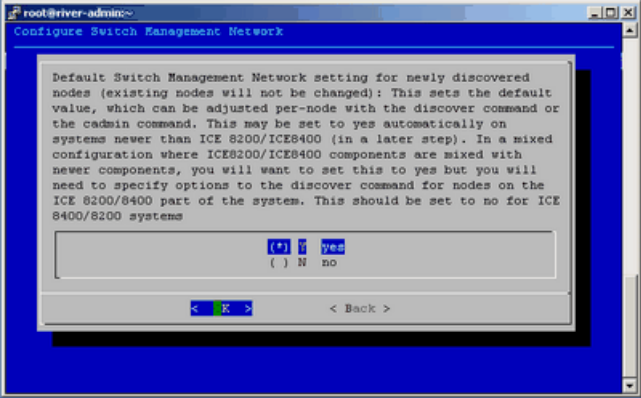 root@river-admin:~
Configure Switch Management Network
Default Switch Management Network setting for newly discovered
nodes (existing nodes will not be changed): This sets the default
value, which can be adjusted per-node with the discover command or
the cadmin command. This may be set to yes automatically on
systems newer than ICE 8200/ICE8400 (in a later step). In a mixed
configuration where ICE8200/ICE8400 components are mixed with
newer components, you will want to set this to yes but you will
need to specify options to the discover command for nodes on the
ICE 8200/8400 part of the system. This should be set to no for ICE
8400/8200 systems
(*) Y yes
( ) N no
< K > < Back >